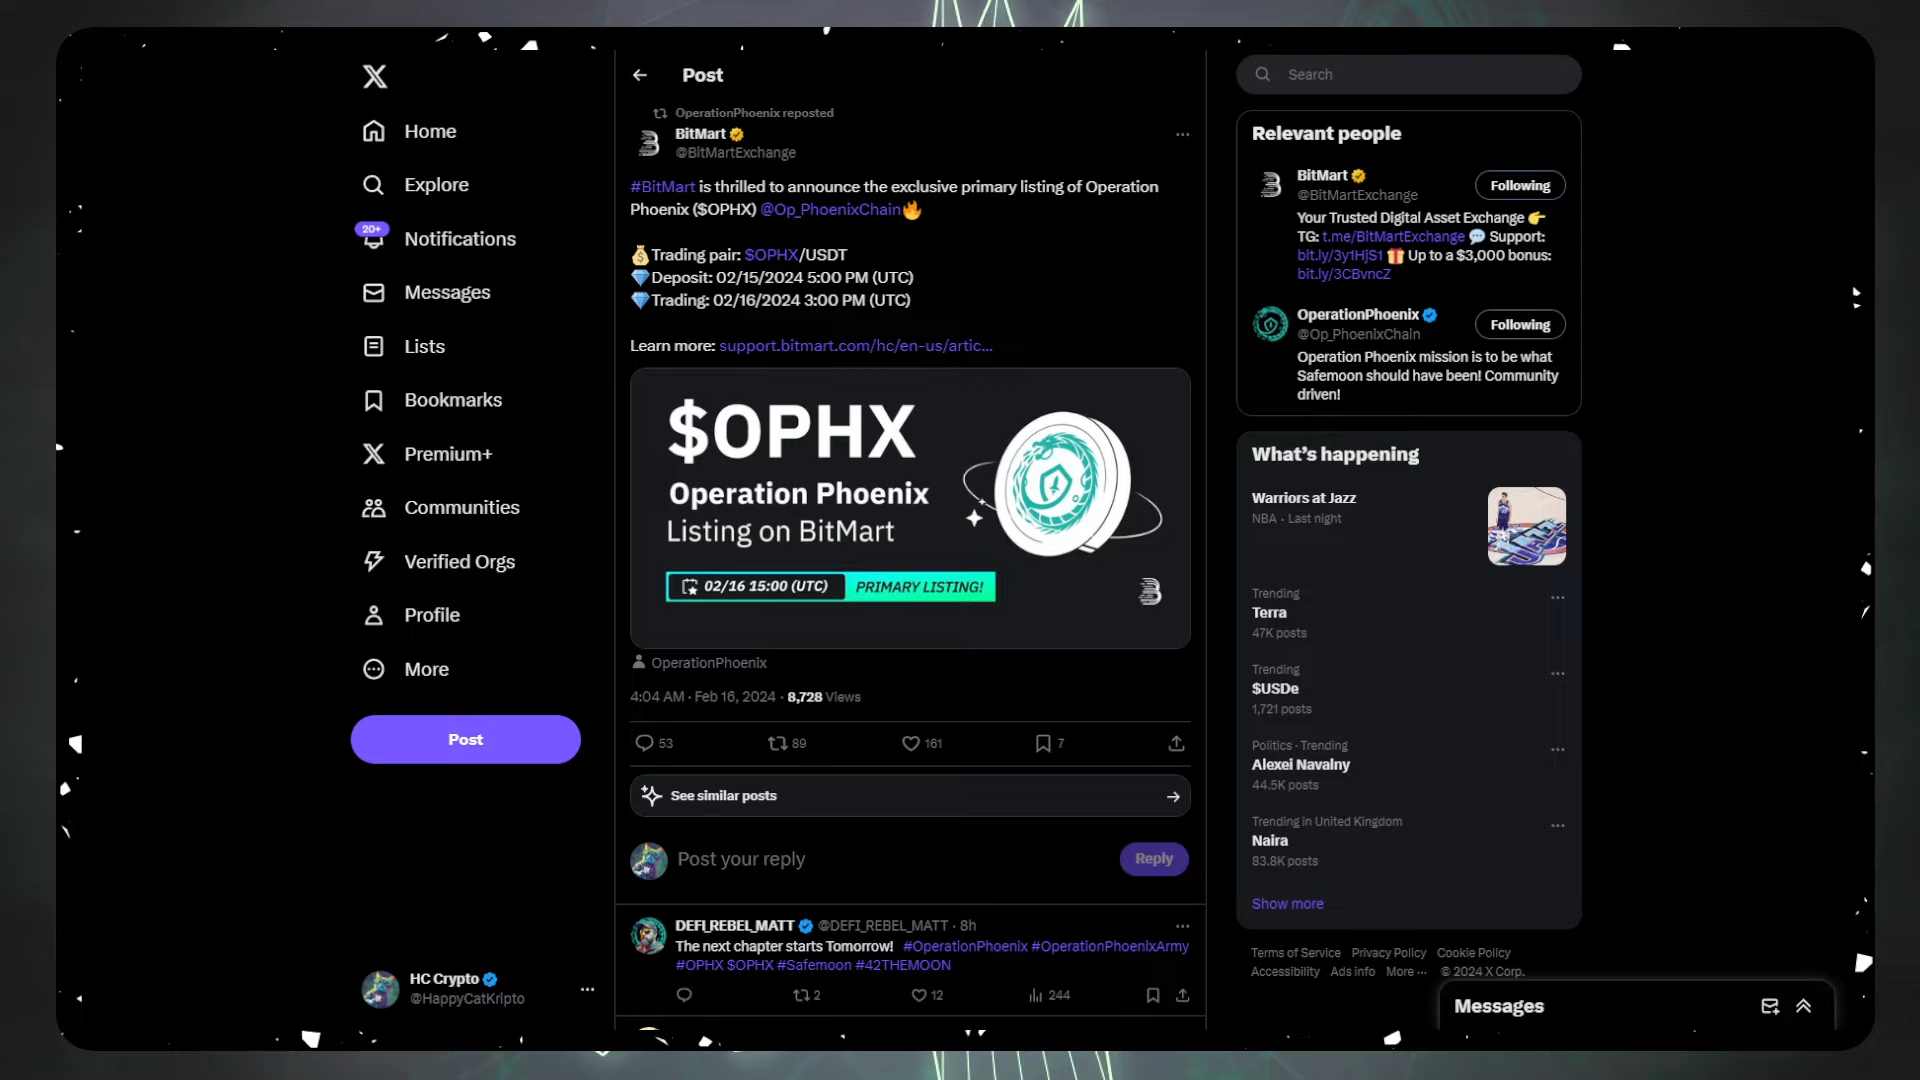 Home
Explore
20+
Notifications
Messages
Lists
Bookmarks
Premium+
Communities
Verified Orgs
Profile
More
Post
HC Crypto
@HappyCatKripto
Post
OperationPhoenix reposted
BitMart
@BitMartExchange
#BitMart is thrilled to announce the exclusive primary listing of Operation
Phoenix ($OPHX) @Op_PhoenixChain🔥
💰Trading pair: $OPHX/USDT
💎Deposit: 02/15/2024 5:00 PM (UTC)
💎Trading: 02/16/2024 3:00 PM (UTC)
Learn more: support.bitmart.com/hc/en-us/artic...
$OPHX
Operation Phoenix
Listing on BitMart
02/16 15:00 (UTC) PRIMARY LISTING!
OperationPhoenix
4:04 AM · Feb 16, 2024 · 8,728 Views
53 89 161 7
See similar posts
Post your reply
Reply
DEFI_REBEL_MATT @DEFI_REBEL_MATT · 8h
The next chapter starts Tomorrow! #OperationPhoenix #OperationPhoenixArmy
#OPHX $OPHX #Safemoon #42THEMOON
2 12 244
Search
Relevant people
BitMart
@BitMartExchange
Following
Your Trusted Digital Asset Exchange 👉
TG: t.me/BitMartExchange 💬 Support:
bit.ly/3y1HjS1 🎁 Up to a $3,000 bonus:
bit.ly/3CBvncZ
OperationPhoenix
@Op_PhoenixChain
Following
Operation Phoenix mission is to be what
Safemoon should have been! Community
driven!
What's happening
Warriors at Jazz
NBA · Last night
Trending
Terra
47K posts
Trending
$USDe
1,721 posts
Politics · Trending
Alexei Navalny
44.5K posts
Trending in United Kingdom
Naira
83.8K posts
Show more
Terms of Service Privacy Policy Cookie Policy
Accessibility Ads info More ··· © 2024 X Corp.
Messages